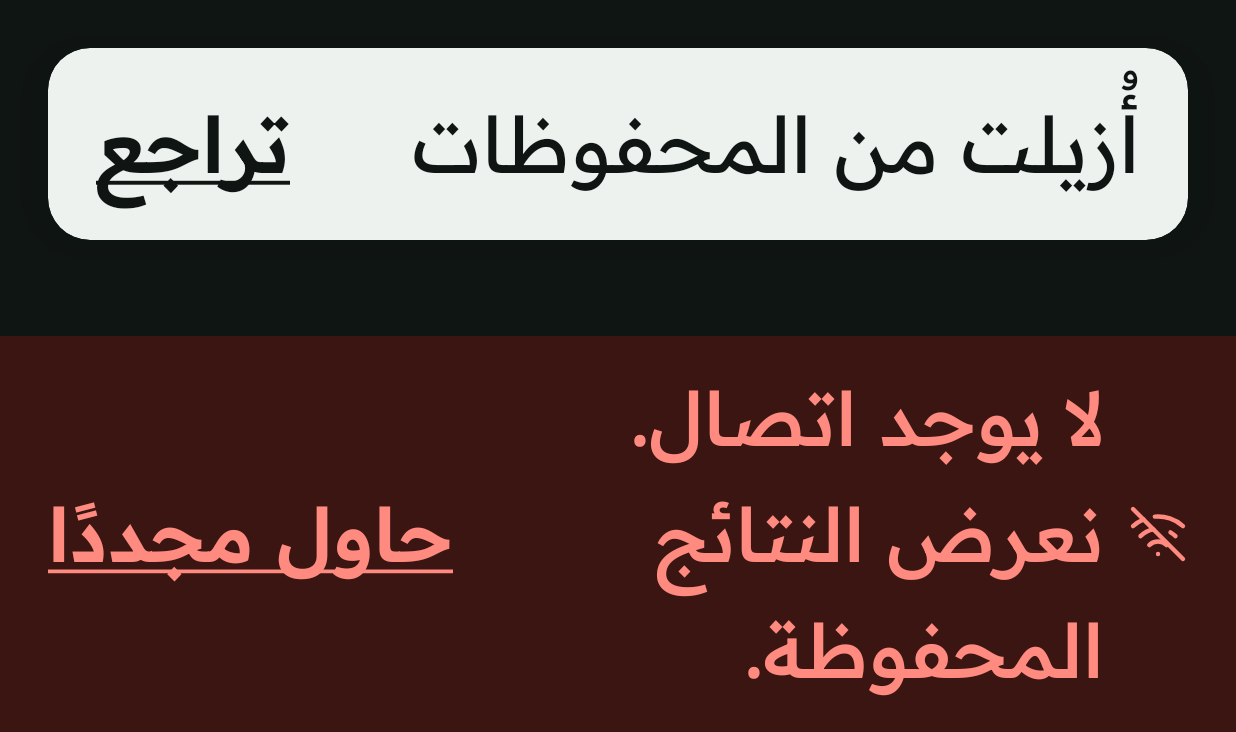 أُزيلت من المحفوظات
تراجع
لا يوجد اتصال.
نعرض النتائج
المحفوظة.
حاول مجددًا